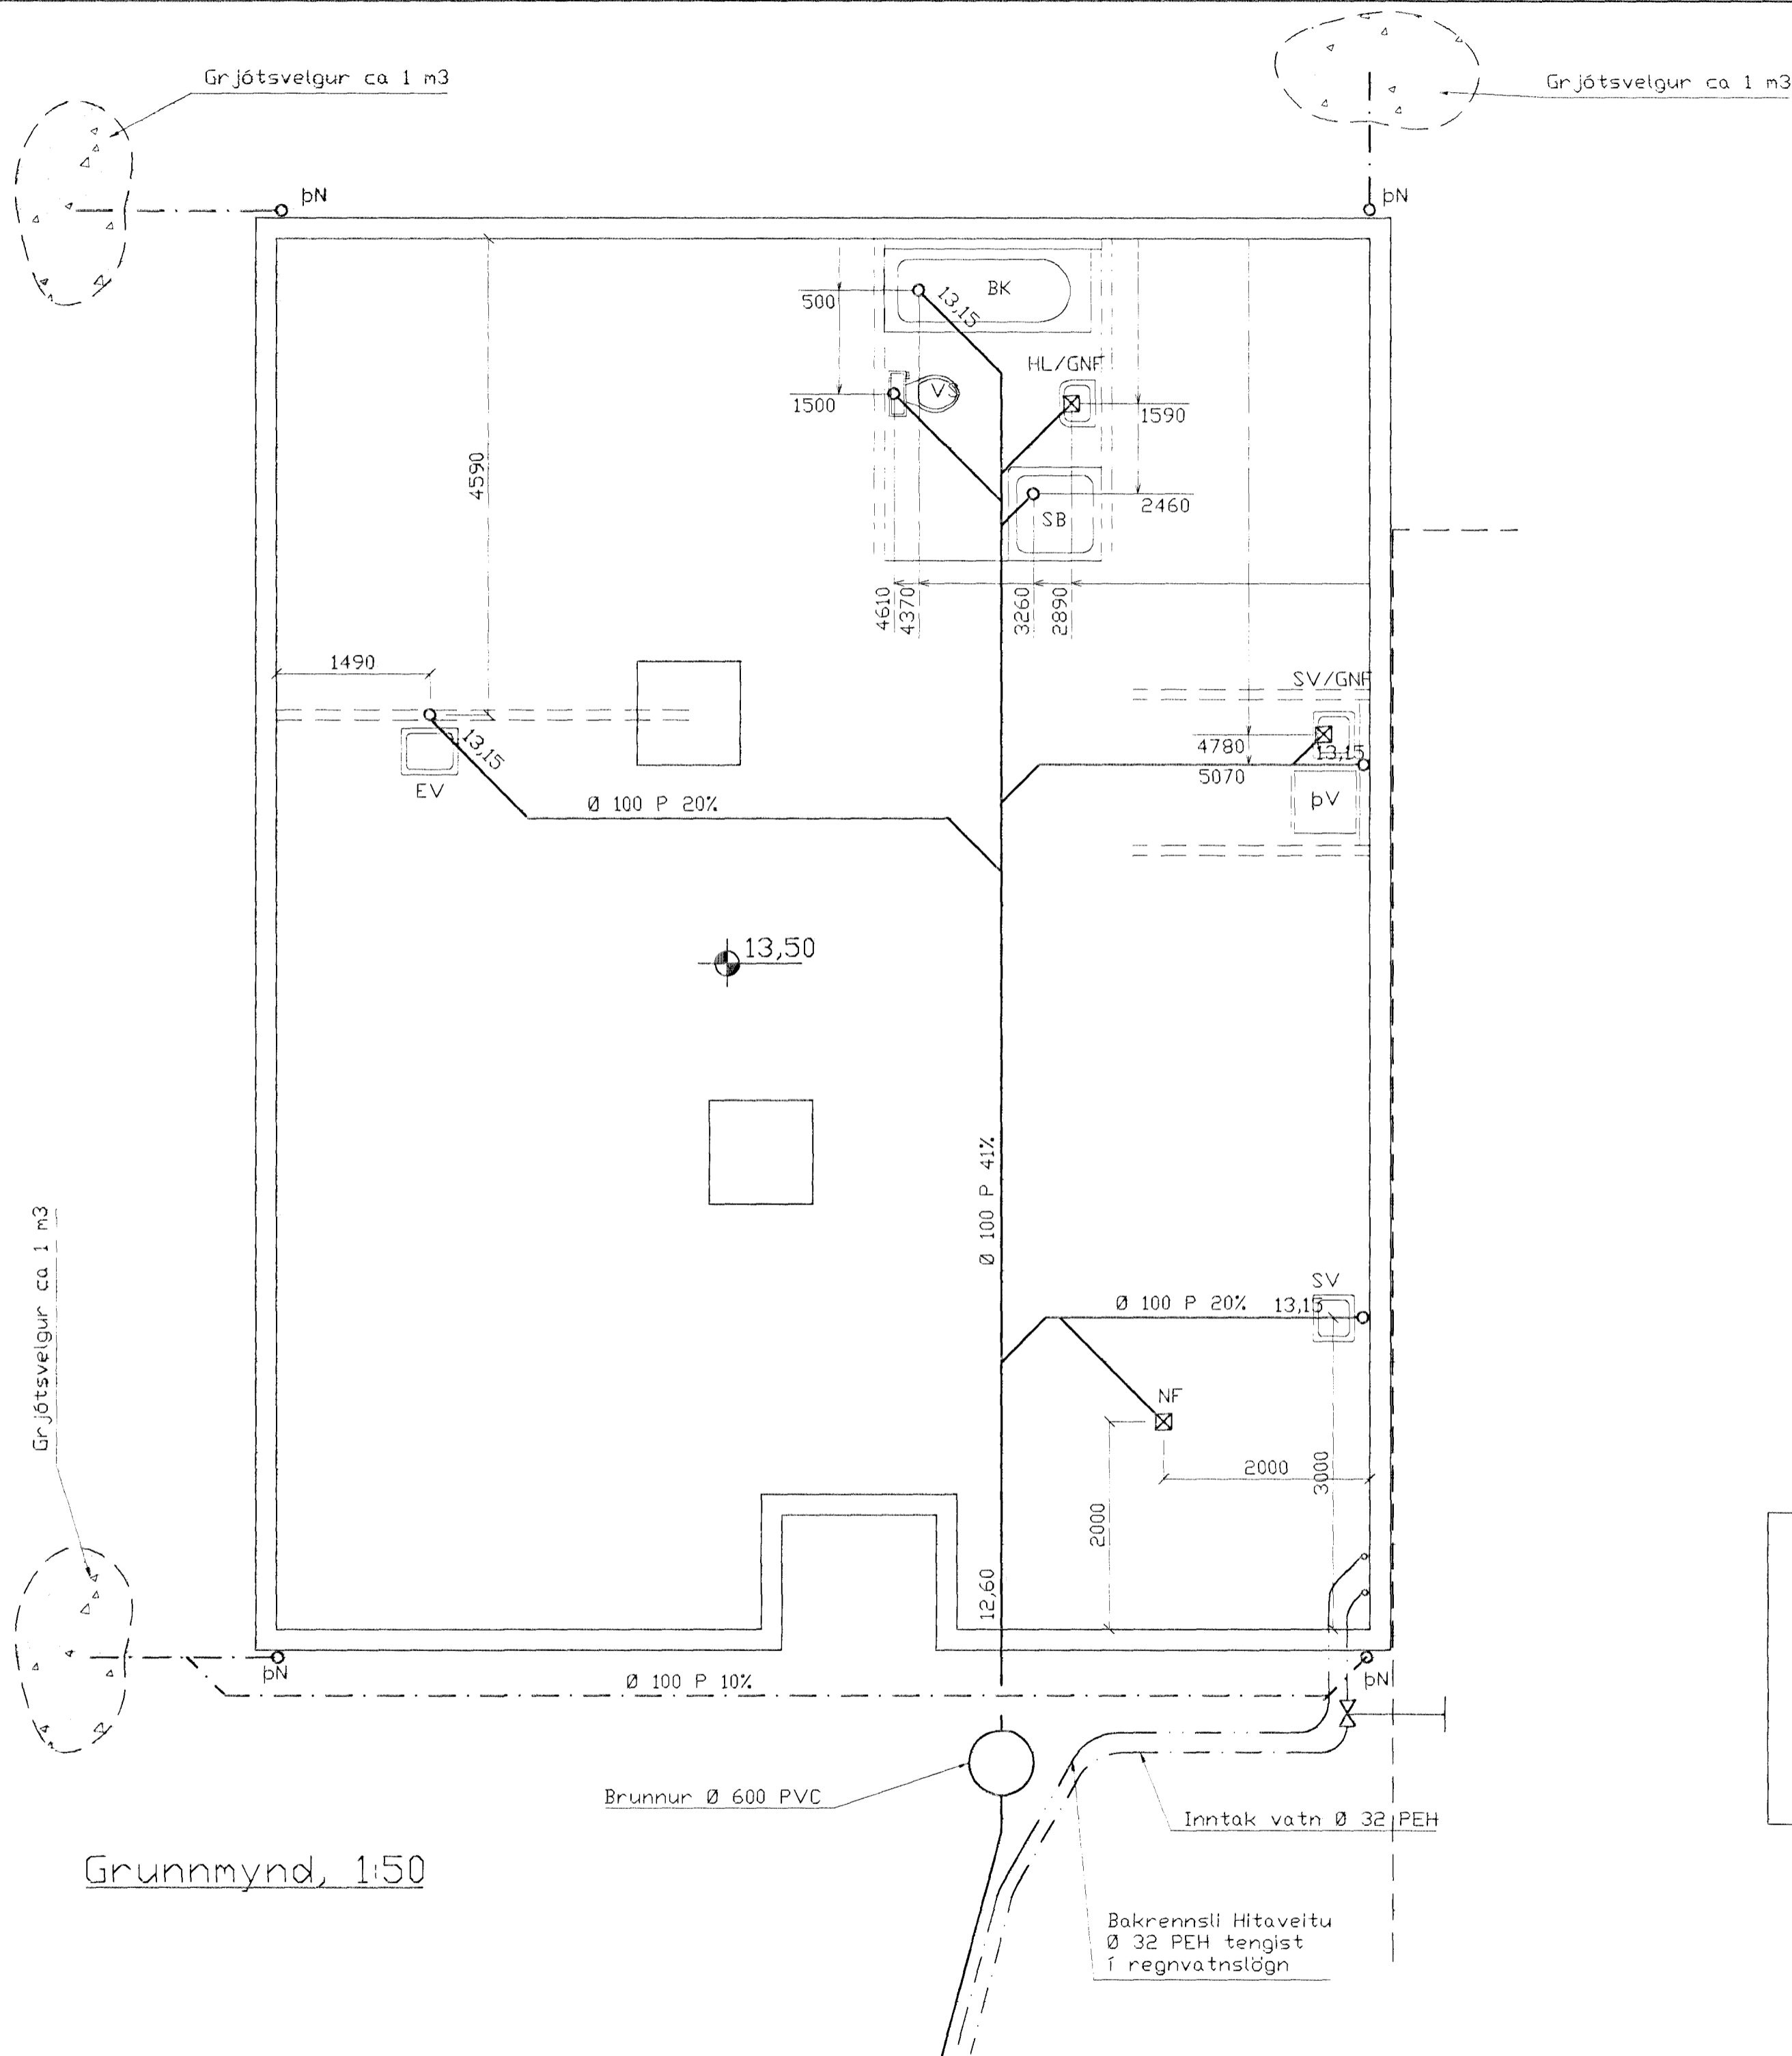 Grjótsvelgur ca 1 m3
Grjótsvelgur ca 1 m3
þN
þN
BK
500
13,15
HL/GNF
VS
1500
1590
4590
2460
SB
4610
4370
3260
2890
1490
SV/GNF
13,15
4780
13,15
5070
EV
þV
Ø 100 P 20%
13,50
Ø 100 P 41%
Grjótsvelgur ca 1 m3
SV
Ø 100 P 20%
13,15
NF
2000
3000
2000
12,60
þN
þN
Ø 100 P 10%
Brunnur Ø 600 PVC
Inntak vatn Ø 32 PEH
Grunnmynd, 1:50
Bakrennsli Hitaveitu
Ø 32 PEH tengist
í regnvatnslögn